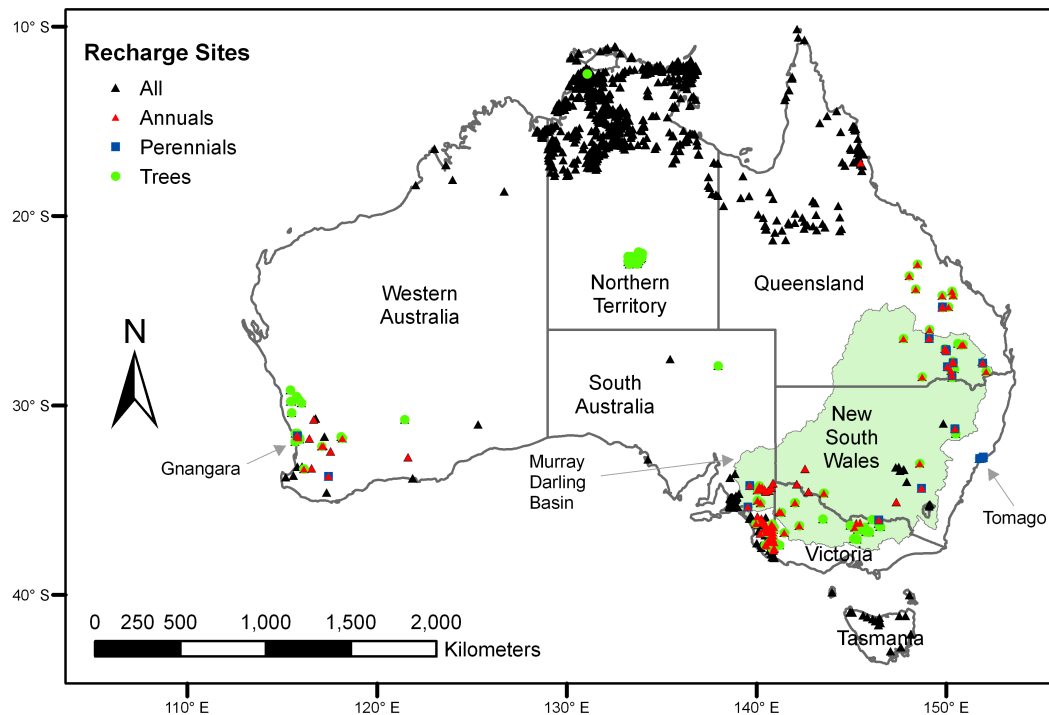 10° S
20° S
30° S
40° S
Recharge Sites
All
Annuals
Perennials
Trees
Western
Australia
Northern
Territory
Queensland
South
Australia
New
South
Wales
Gnangara
Murray
Darling
Basin
Tomago
Victoria
Tasmania
N
0 250 500 1,000 1,500 2,000
Kilometers
110° E 120° E 130° E 140° E 150° E